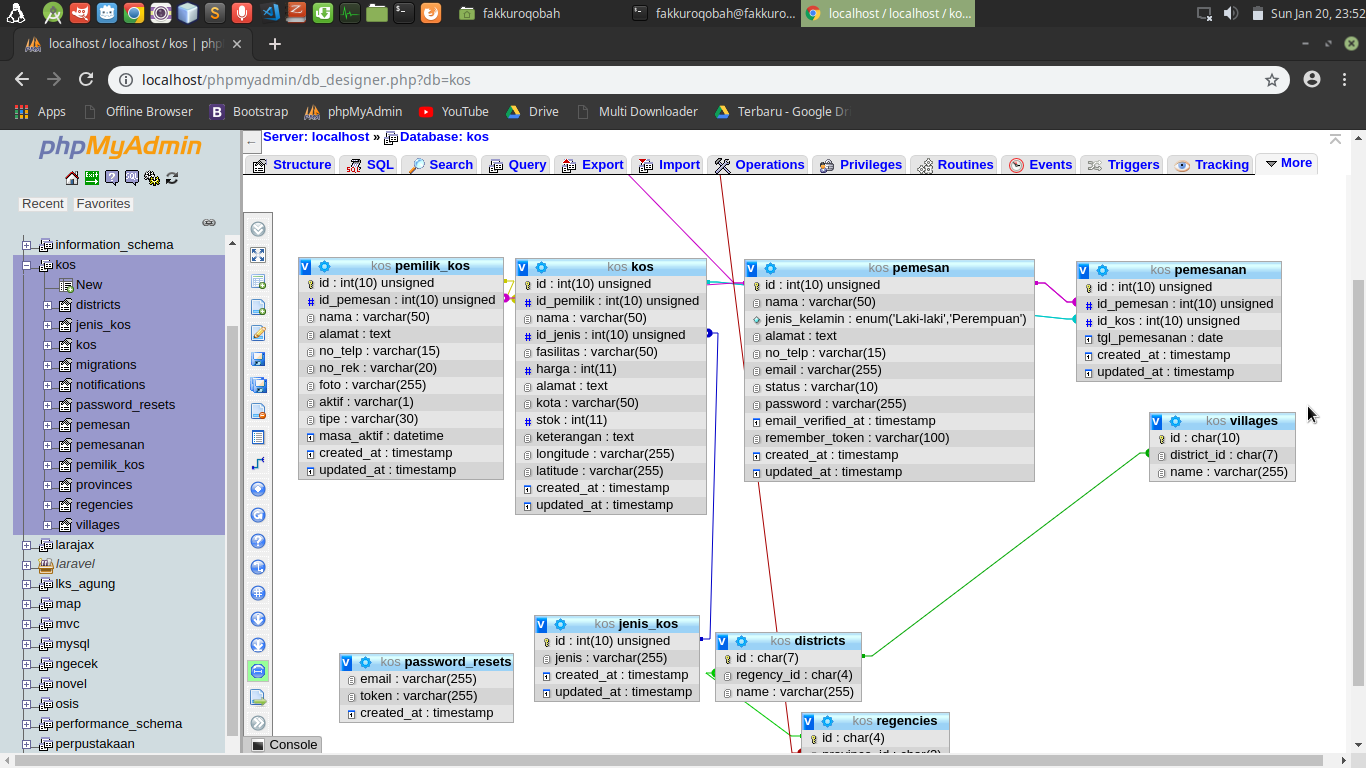 fakkuroqobah
fakkuroqobah@fakkuro...
localhost / localhost / ko...
Sun Jan 20, 23:52
localhost / localhost / kos | php
localhost/phpmyadmin/db_designer.php?db=kos
Apps
Offline Browser
Bootstrap
phpMyAdmin
YouTube
Drive
Multi Downloader
Terbaru - Google Dr
phpMyAdmin
Recent
Favorites
information_schema
kos
New
districts
jenis_kos
kos
migrations
notifications
password_resets
pemesan
pemesanan
pemilik_kos
provinces
regencies
villages
larajax
laravel
lks_agung
map
mvc
mysql
ngecek
novel
osis
performance_schema
perpustakaan
Server: localhost » Database: kos
Structure
SQL
Search
Query
Export
Import
Operations
Privileges
Routines
Events
Triggers
Tracking
More
kos pemilik_kos
id : int(10) unsigned
id_pemesan : int(10) unsigned
nama : varchar(50)
alamat : text
no_telp : varchar(15)
no_rek : varchar(20)
foto : varchar(255)
aktif : varchar(1)
tipe : varchar(30)
masa_aktif : datetime
created_at : timestamp
updated_at : timestamp
kos kos
id : int(10) unsigned
id_pemilik : int(10) unsigned
nama : varchar(50)
id_jenis : int(10) unsigned
fasilitas : varchar(50)
harga : int(11)
alamat : text
kota : varchar(50)
stok : int(11)
keterangan : text
longitude : varchar(255)
latitude : varchar(255)
created_at : timestamp
updated_at : timestamp
kos pemesan
id : int(10) unsigned
nama : varchar(50)
jenis_kelamin : enum('Laki-laki','Perempuan')
alamat : text
no_telp : varchar(15)
email : varchar(255)
status : varchar(10)
password : varchar(255)
email_verified_at : timestamp
remember_token : varchar(100)
created_at : timestamp
updated_at : timestamp
kos pemesanan
id : int(10) unsigned
id_pemesan : int(10) unsigned
id_kos : int(10) unsigned
tgl_pemesanan : date
created_at : timestamp
updated_at : timestamp
kos villages
id : char(10)
district_id : char(7)
name : varchar(255)
kos password_resets
email : varchar(255)
token : varchar(255)
created_at : timestamp
kos jenis_kos
id : int(10) unsigned
jenis : varchar(255)
created_at : timestamp
updated_at : timestamp
kos districts
id : char(7)
regency_id : char(4)
name : varchar(255)
kos regencies
id : char(4)
Console